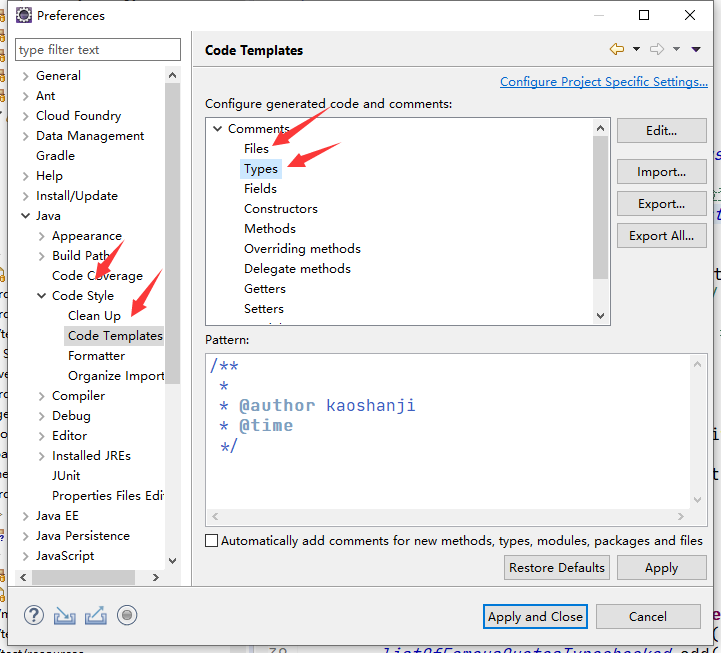 Preferences
type filter text
Code Templates
General
Ant
Cloud Foundry
Data Management
Gradle
Help
Install/Update
Java
Appearance
Build Path
Code Coverage
Code Style
Clean Up
Code Templates
Formatter
Organize Import
Compiler
Debug
Editor
Installed JREs
JUnit
Properties Files Edi
Java EE
Java Persistence
JavaScript
Configure Project Specific Settings...
Configure generated code and comments:
Comments
Files
Types
Fields
Constructors
Methods
Overriding methods
Delegate methods
Getters
Setters
Edit...
Import...
Export...
Export All...
Pattern:
/**
*
* @author kaoshanji
* @time
*/
Automatically add comments for new methods, types, modules, packages and files
Restore Defaults
Apply
Apply and Close
Cancel